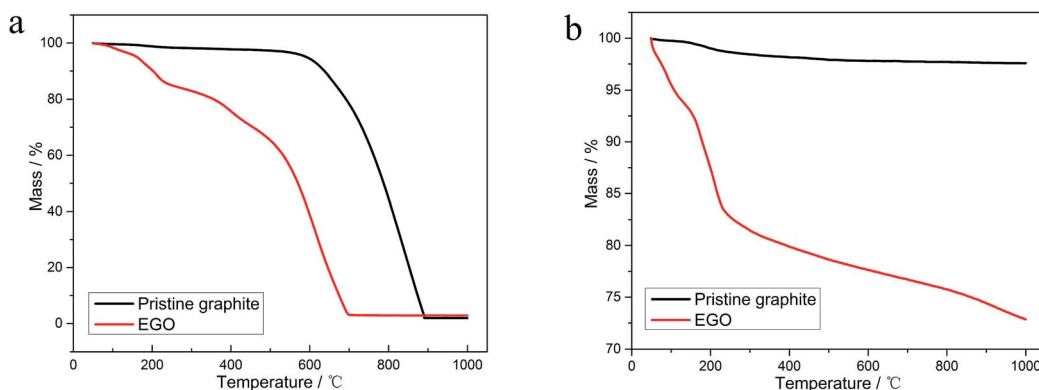 a
Mass / %
100
80
60
40
20
0
Pristine graphite
EGO
0 200 400 600 800 1000
Temperature / ℃
b
Mass / %
100
95
90
85
80
75
70
Pristine graphite
EGO
0 200 400 600 800 1000
Temperature / ℃